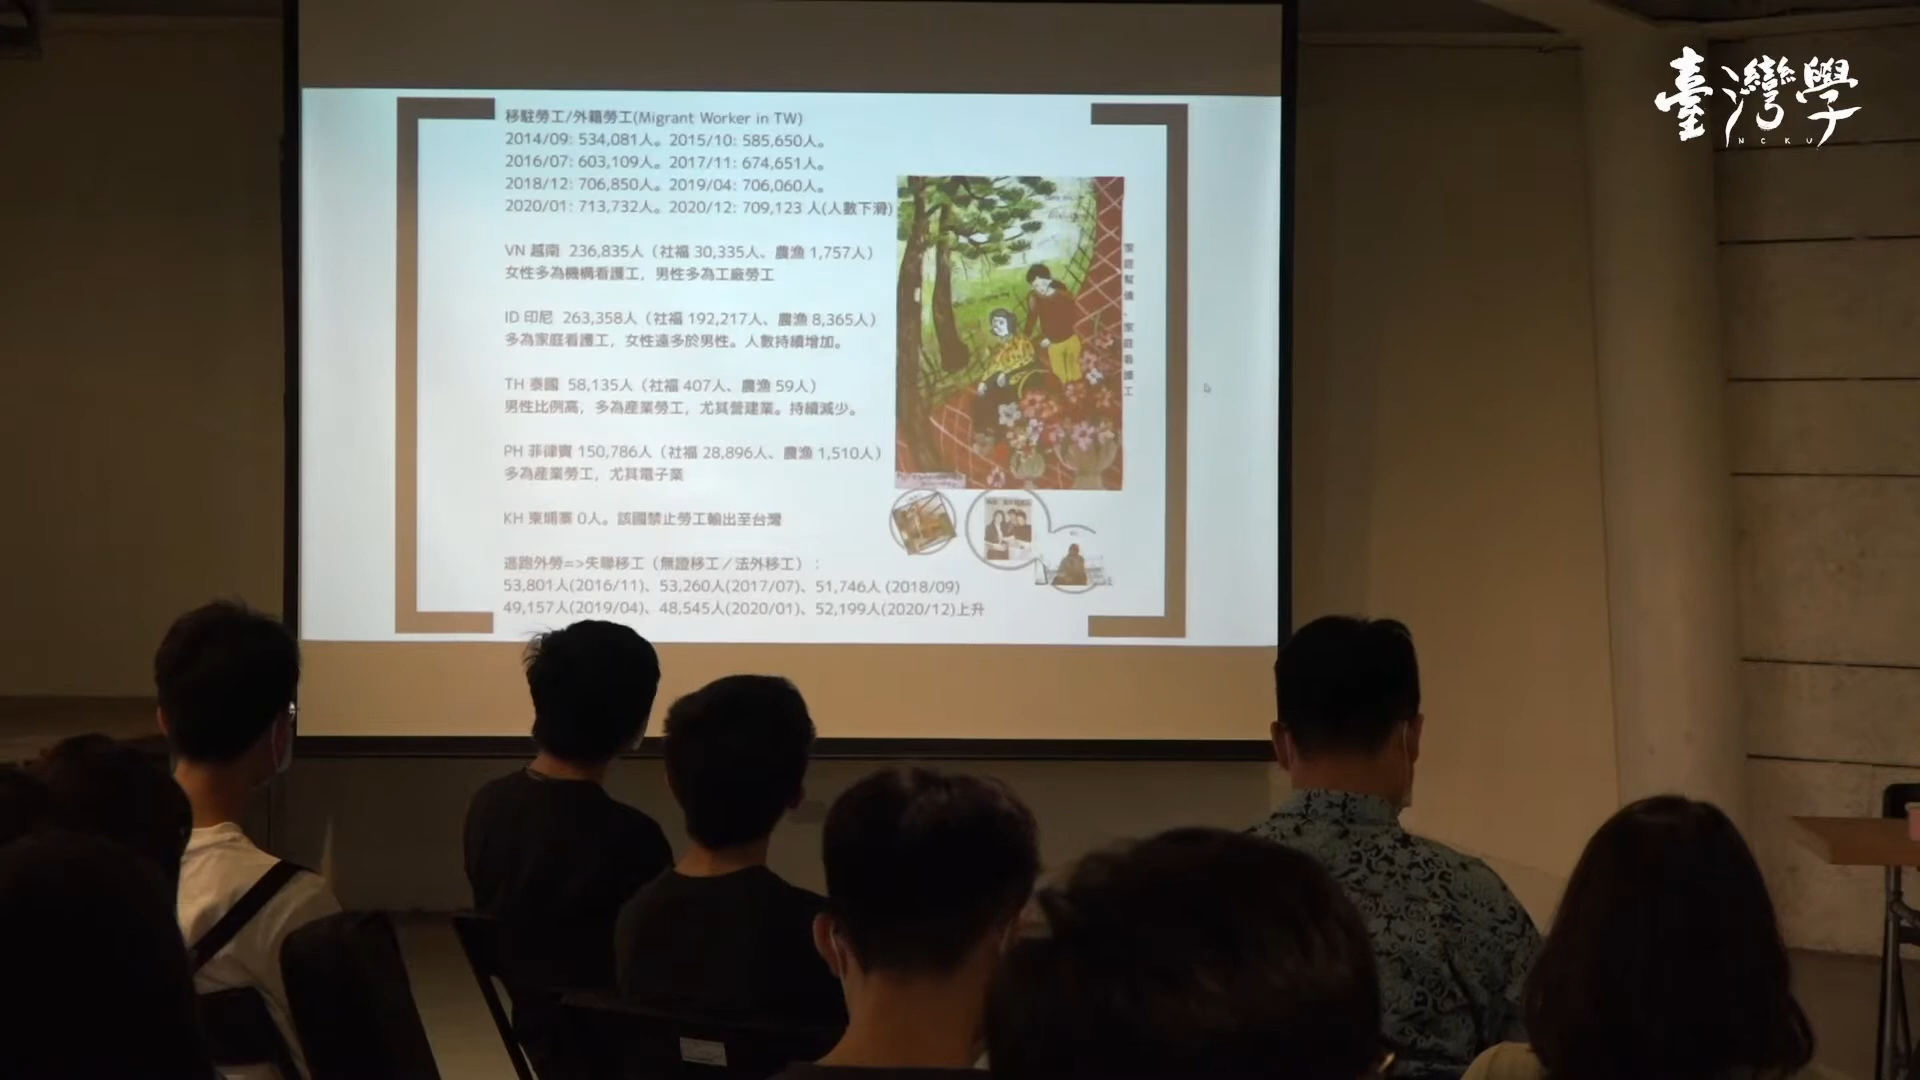 臺灣學
NCKU
移駐勞工/外籍勞工(Migrant Worker in TW)
2014/09: 534,081人。2015/10: 585,650人。
2016/07: 603,109人。2017/11: 674,651人。
2018/12: 706,850人。2019/04: 706,060人。
2020/01: 713,732人。2020/12: 709,123 人(人數下滑)
VN 越南 236,835人（社福 30,335人、農漁 1,757人）
女性多為機構看護工，男性多為工廠勞工
ID 印尼 263,358人（社福 192,217人、農漁 8,365人）
多為家庭看護工，女性遠多於男性。人數持續增加。
TH 泰國 58,135人（社福 407人、農漁 59人）
男性比例高，多為產業勞工，尤其營建業。持續減少。
PH 菲律賓 150,786人（社福 28,896人、農漁 1,510人）
多為產業勞工，尤其電子業
KH 柬埔寨 0人。該國禁止勞工輸出至台灣
逃跑外勞=>失聯移工（無證移工／法外移工）：
53,801人(2016/11)、53,260人(2017/07)、51,746人 (2018/09)
49,157人(2019/04)、48,545人(2020/01)、52,199人(2020/12)上升
家庭幫傭、家庭看護工